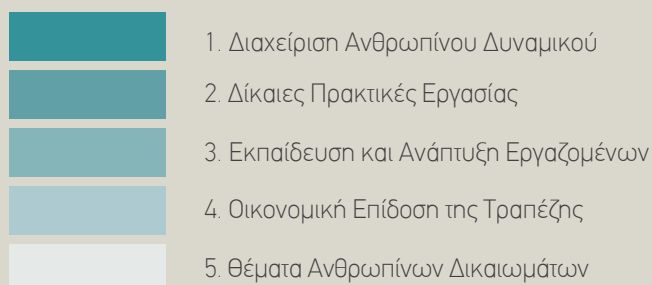 1. Διαχείριση Ανθρωπίνου Δυναμικού
2. Δίκαιες Πρακτικές Εργασίας
3. Εκπαίδευση και Ανάπτυξη Εργαζομένων
4. Οικονομική Επίδοση της Τραπέζης
5. Θέματα Ανθρωπίνων Δικαιωμάτων